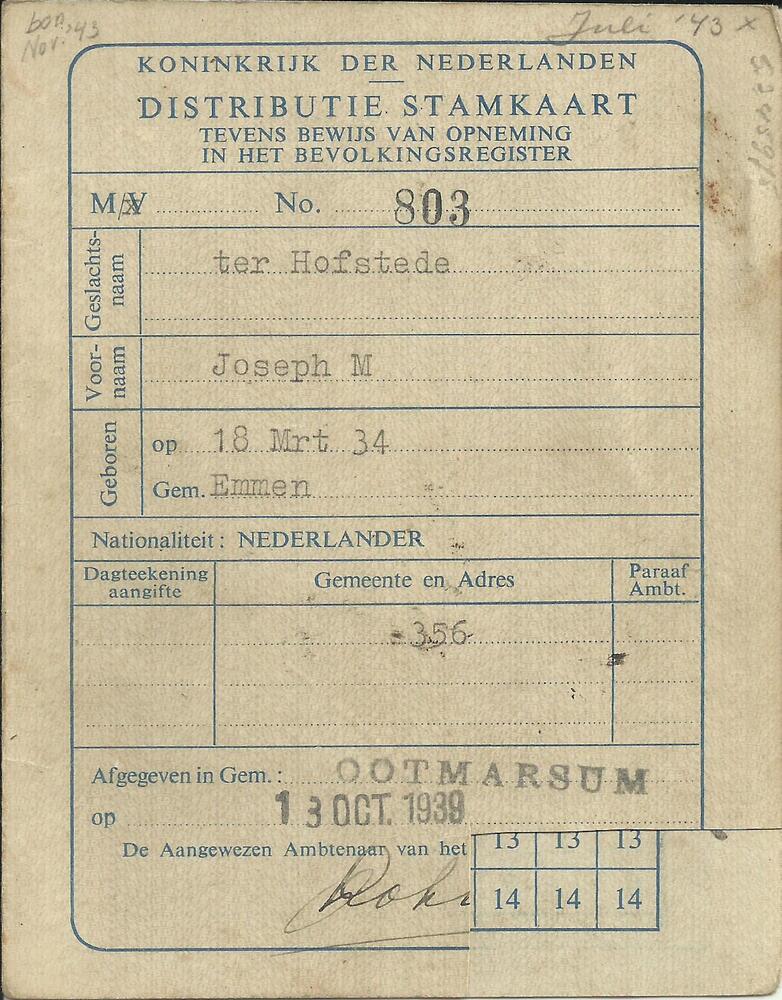 bon
Nov. '43
Juli '43 x
KONINKRIJK DER NEDERLANDEN
DISTRIBUTIE STAMKAART
TEVENS BEWIJS VAN OPNEMING
IN HET BEVOLKINGSREGISTER
M/V No. 803
Geslachts-
naam
ter Hofstede
Voor-
naam
Joseph M
Geboren
op 18 Mrt 34
Gem. Emmen
Nationaliteit: NEDERLANDER
Dagteekening
aangifte
Gemeente en Adres
Paraaf
Ambt.
-356-
Afgegeven in Gem.: OOTMARSUM
op 13 OCT. 1939
De Aangewezen Ambtenaar van het
13 13 13
14 14 14